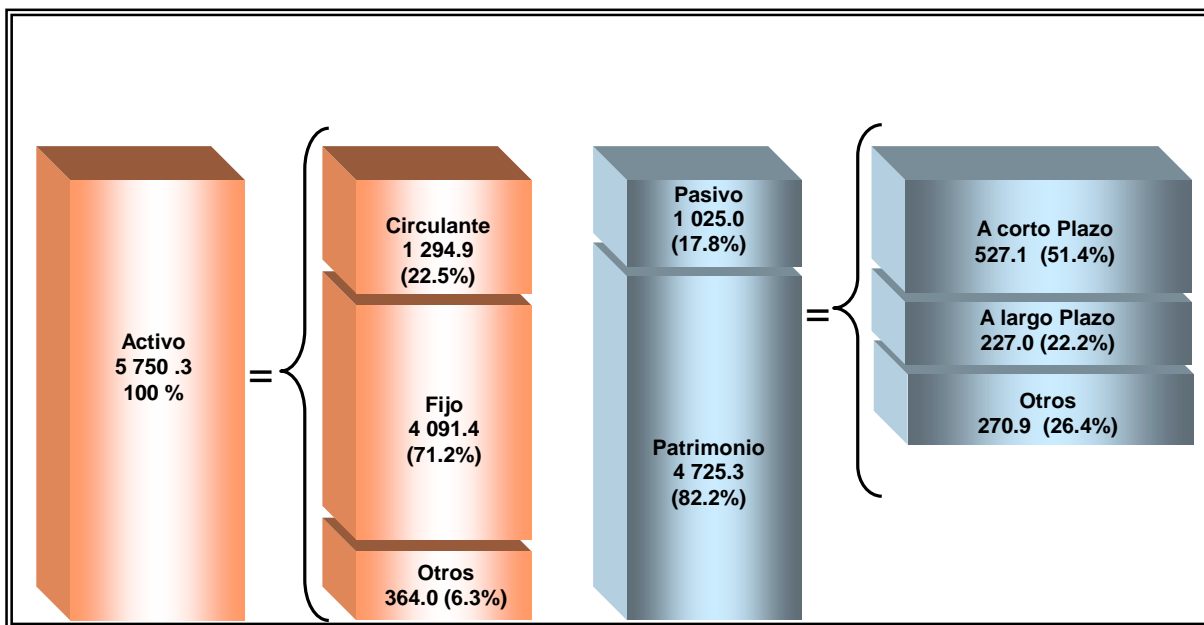 Activo
5 750 .3
100 %
=
Circulante
1 294.9
(22.5%)
Fijo
4 091.4
(71.2%)
Otros
364.0 (6.3%)
Pasivo
1 025.0
(17.8%)
Patrimonio
4 725.3
(82.2%)
=
A corto Plazo
527.1 (51.4%)
A largo Plazo
227.0 (22.2%)
Otros
270.9 (26.4%)